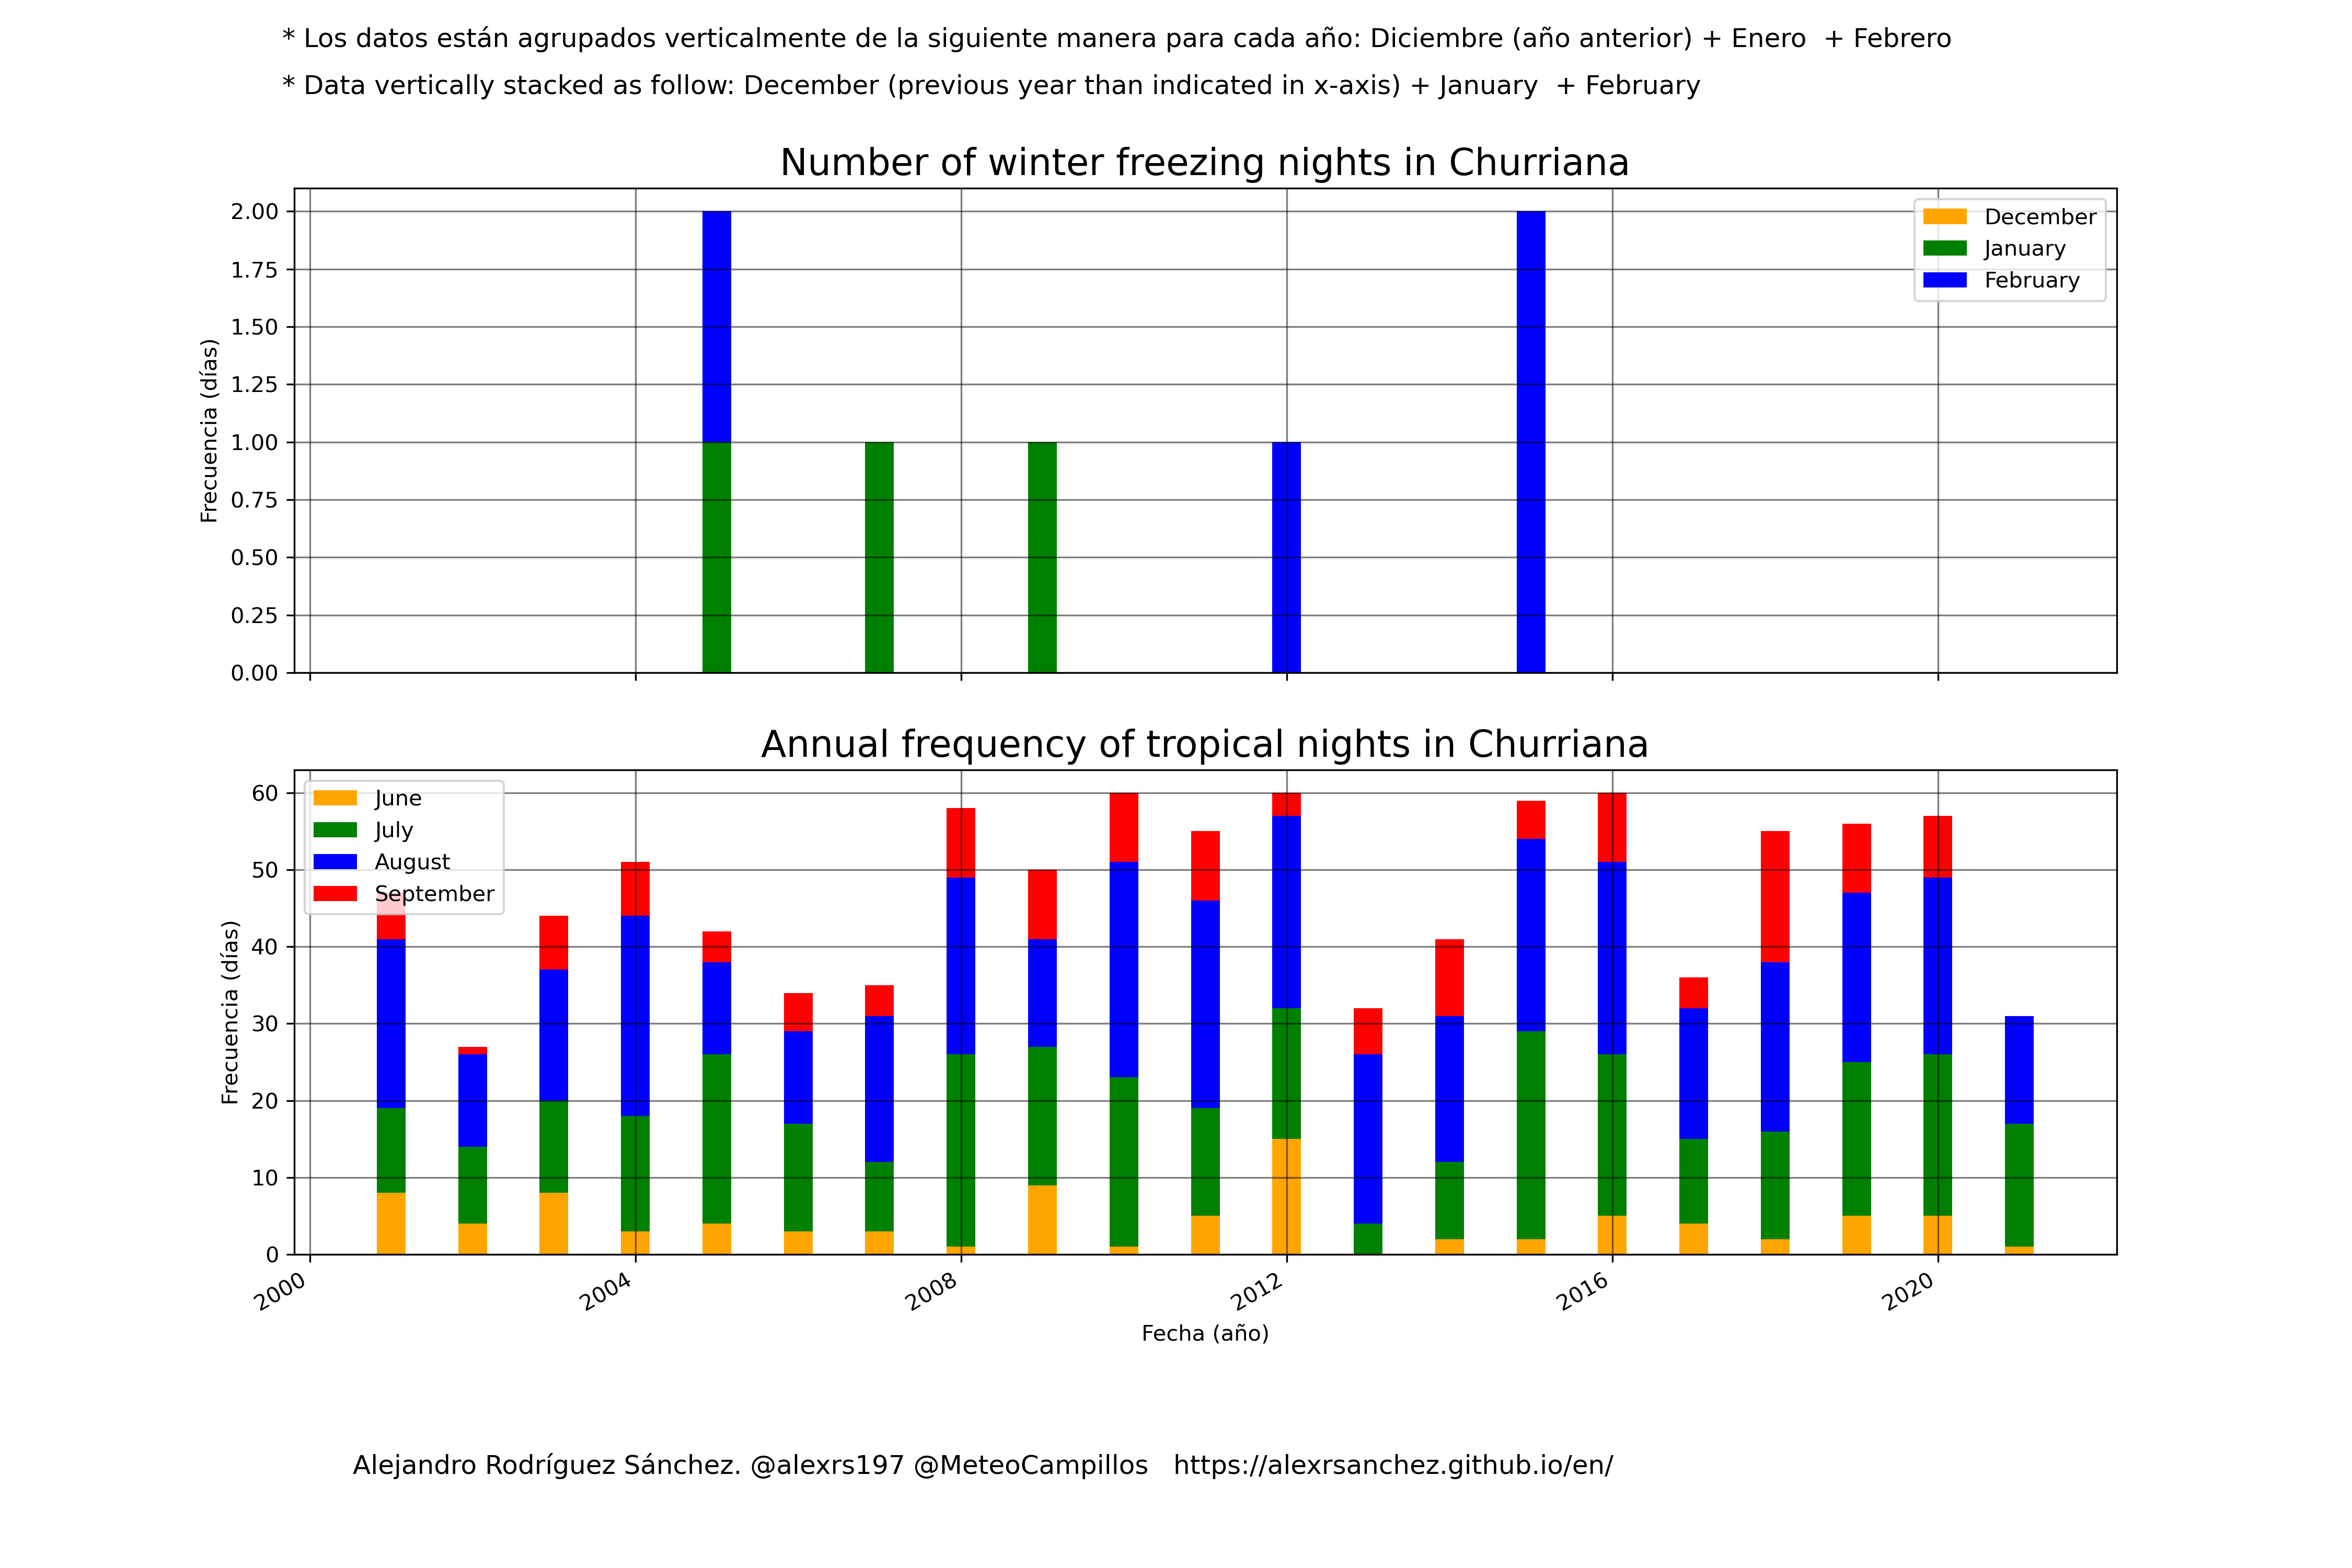 * Los datos están agrupados verticalmente de la siguiente manera para cada año: Diciembre (año anterior) + Enero  + Febrero
* Data vertically stacked as follow: December (previous year than indicated in x-axis) + January  + February
Number of winter freezing nights in Churriana
2.00
1.75
1.50
1.25
1.00
0.75
0.50
0.25
0.00
Frecuencia (días)
December
January
February
Annual frequency of tropical nights in Churriana
60
50
40
30
20
10
0
Frecuencia (días)
June
July
August
September
2000
2004
2008
2012
2016
2020
Fecha (año)
Alejandro Rodríguez Sánchez. @alexrs197 @MeteoCampillos   https://alexrsanchez.github.io/en/